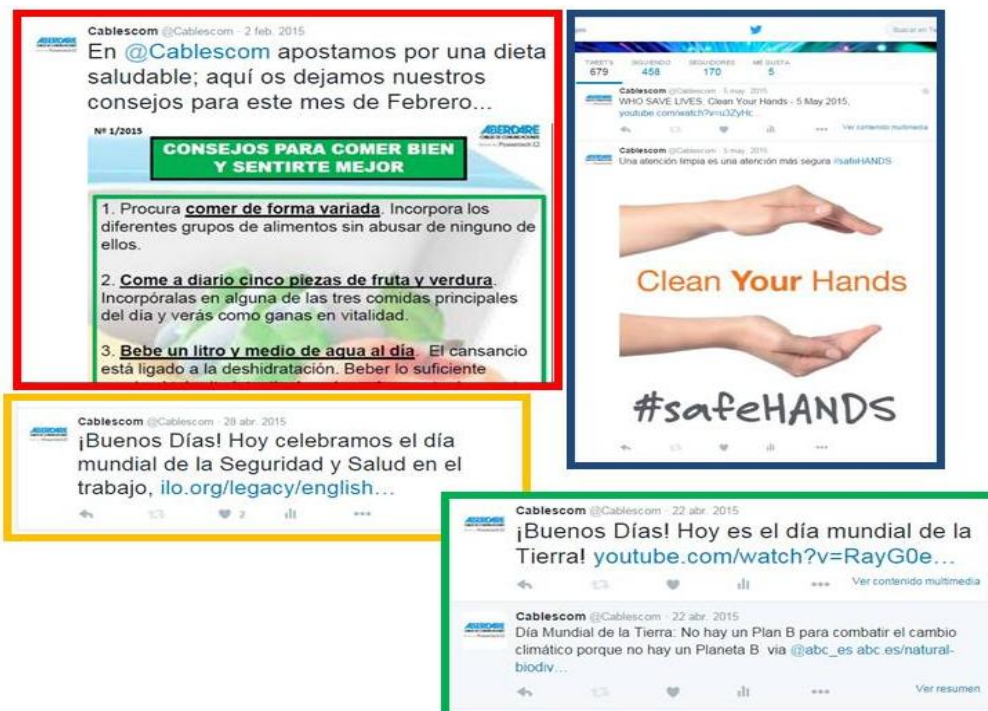 Cablescom @Cablescom · 2 feb. 2015
En @Cablescom apostamos por una dieta
saludable; aquí os dejamos nuestros
consejos para este mes de Febrero...
Nº 1/2015
ABERDARE
CONSEJOS PARA COMER BIEN
Y SENTIRTE MEJOR
1. Procura comer de forma variada. Incorpora los
diferentes grupos de alimentos sin abusar de ninguno de
ellos.
2. Come a diario cinco piezas de fruta y verdura.
Incorpóralas en alguna de las tres comidas principales
del día y verás como ganas en vitalidad.
3. Bebe un litro y medio de agua al día. El cansancio
está ligado a la deshidratación. Beber lo suficiente
Buscar en
TWEETS SIGUIENDO SEGUIDORES ME GUSTA
679 458 170 5
Cablescom @Cablescom · 5 may. 2015
WHO SAVE LIVES: Clean Your Hands - 5 May 2015,
youtube.com/watch?v=u3ZyHc...
Ver contenido multimedia
Cablescom @Cablescom · 5 may. 2015
Una atención limpia es una atención más segura #safeHANDS
Clean Your Hands
#safeHANDS
Cablescom @Cablescom · 28 abr. 2015
¡Buenos Días! Hoy celebramos el día
mundial de la Seguridad y Salud en el
trabajo, ilo.org/legacy/english...
2
Cablescom @Cablescom · 22 abr. 2015
¡Buenos Días! Hoy es el día mundial de la
Tierra! youtube.com/watch?v=RayG0e...
Ver contenido multimedia
Cablescom @Cablescom · 22 abr. 2015
Día Mundial de la Tierra: No hay un Plan B para combatir el cambio
climático porque no hay un Planeta B via @abc_es abc.es/natural-
biodiv...
Ver resumen